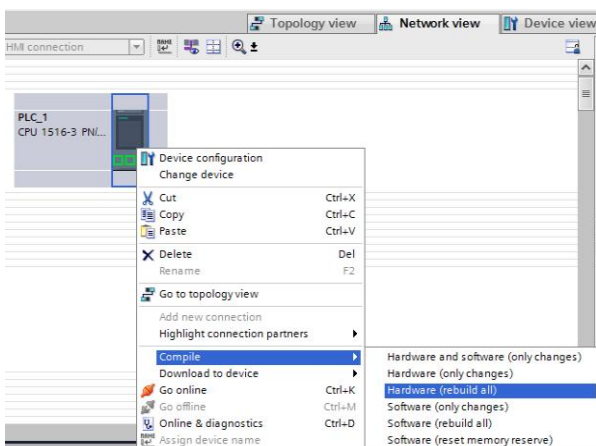 Topology view
Network view
Device view
HMI connection
PLC_1
CPU 1516-3 PN/...
Device configuration
Change device
Cut Ctrl+X
Copy Ctrl+C
Paste Ctrl+V
Delete Del
Rename F2
Go to topology view
Add new connection
Highlight connection partners
Compile
Download to device
Go online Ctrl+K
Go offline Ctrl+M
Online & diagnostics Ctrl+D
Assign device name
Hardware and software (only changes)
Hardware (only changes)
Hardware (rebuild all)
Software (only changes)
Software (rebuild all)
Software (reset memory reserve)